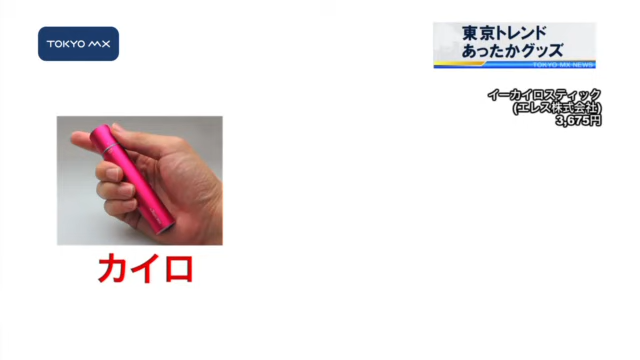 TOKYO MX
東京トレンド
あったかグッズ
TOKYO MX NEWS
イーカイロスティック
(エレス株式会社)
3,675円
カイロ